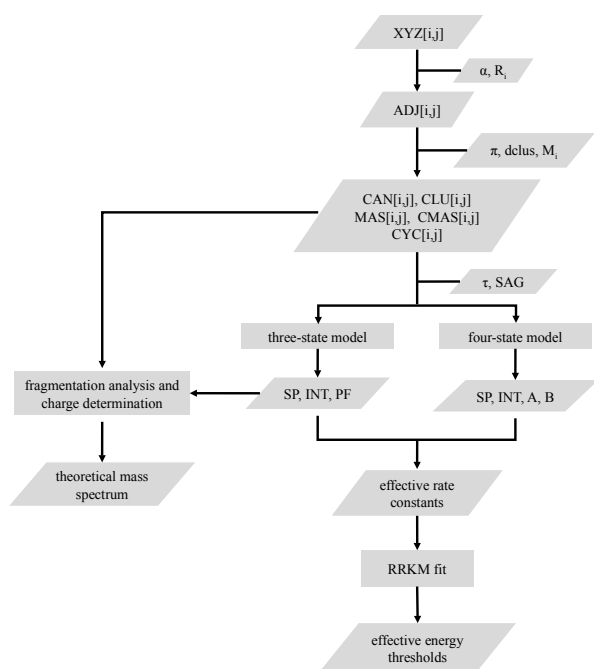 XYZ[i,j]
α, Rᵢ
ADJ[i,j]
π, dclus, Mᵢ
CAN[i,j], CLU[i,j]
MAS[i,j], CMAS[i,j]
CYC[i,j]
τ, SAG
three-state model
four-state model
fragmentation analysis and
charge determination
SP, INT, PF
SP, INT, A, B
theoretical mass
spectrum
effective rate
constants
RRKM fit
effective energy
thresholds